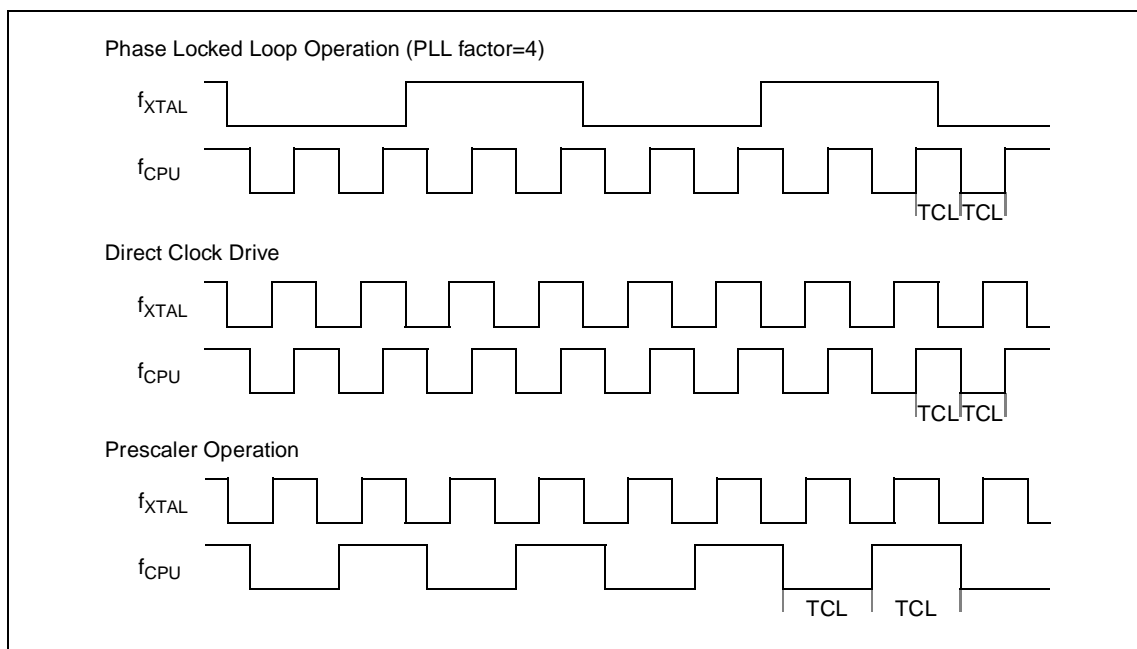 Phase Locked Loop Operation (PLL factor=4)
fXTAL
fCPU
TCL TCL
Direct Clock Drive
fXTAL
fCPU
TCL TCL
Prescaler Operation
fXTAL
fCPU
TCL TCL